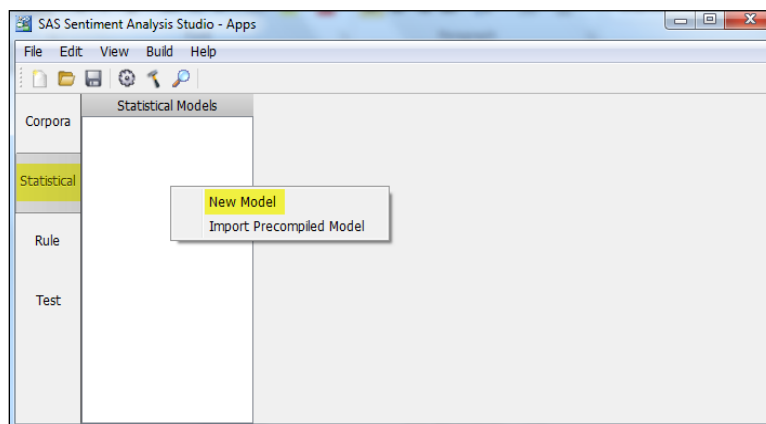 SAS Sentiment Analysis Studio - Apps
File Edit View Build Help
Statistical Models
Corpora
Statistical
New Model
Import Precompiled Model
Rule
Test